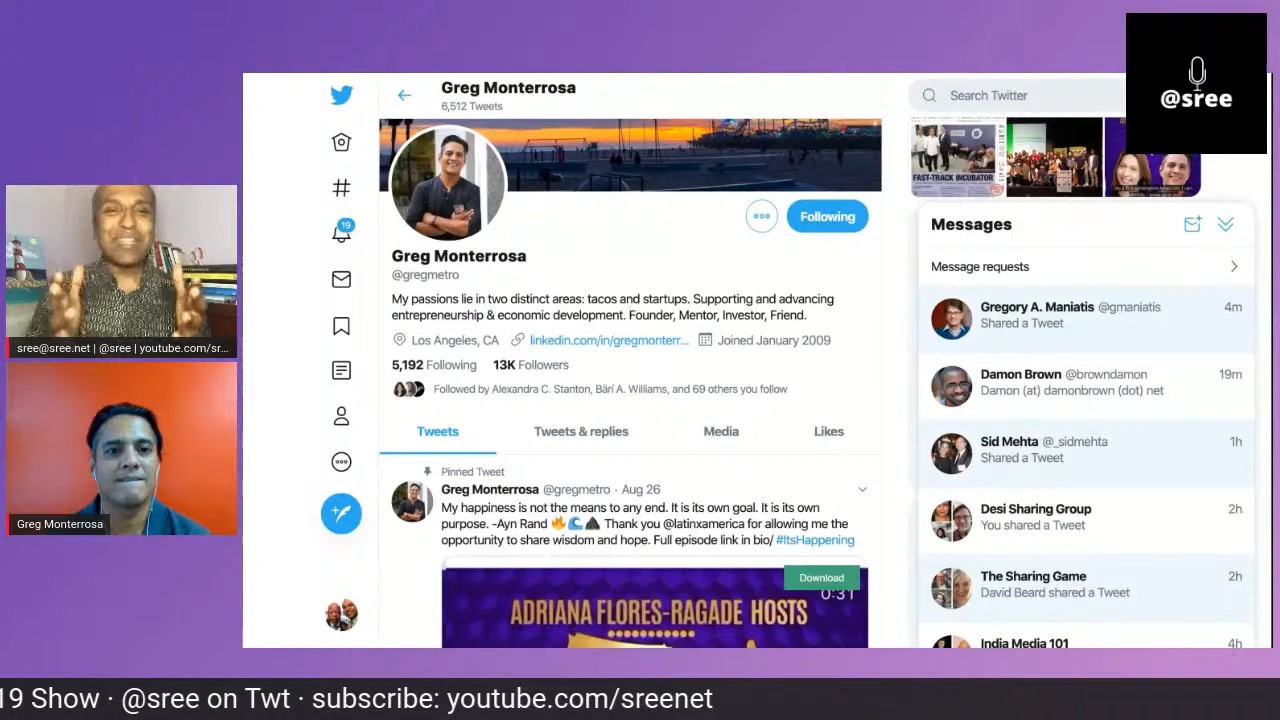 @sree
Greg Monterrosa
6,512 Tweets
Search Twitter
FAST-TRACK INCUBATOR
19
Following
Greg Monterrosa
@gregmetro
My passions lie in two distinct areas: tacos and startups. Supporting and advancing
entrepreneurship & economic development. Founder, Mentor, Investor, Friend.
Los Angeles, CA linkedin.com/in/gregmonterr... Joined January 2009
5,192 Following 13K Followers
Followed by Alexandra C. Stanton, Bärí A. Williams, and 69 others you follow
Tweets Tweets & replies Media Likes
Pinned Tweet
Greg Monterrosa @gregmetro · Aug 26
My happiness is not the means to any end. It is its own goal. It is its own
purpose. -Ayn Rand 🔥🌊⛰ Thank you @latinxamerica for allowing me the
opportunity to share wisdom and hope. Full episode link in bio/ #ItsHappening
Download
0:31
ADRIANA FLORES-RAGADE HOSTS
Messages
Message requests
Gregory A. Maniatis @gmaniatis 4m
Shared a Tweet
Damon Brown @browndamon 19m
Damon (at) damonbrown (dot) net
Sid Mehta @_sidmehta 1h
Shared a Tweet
Desi Sharing Group 2h
You shared a Tweet
The Sharing Game 2h
David Beard shared a Tweet
India Media 101 4h
sree@sree.net | @sree | youtube.com/sr...
Greg Monterrosa
19 Show · @sree on Twt · subscribe: youtube.com/sreenet